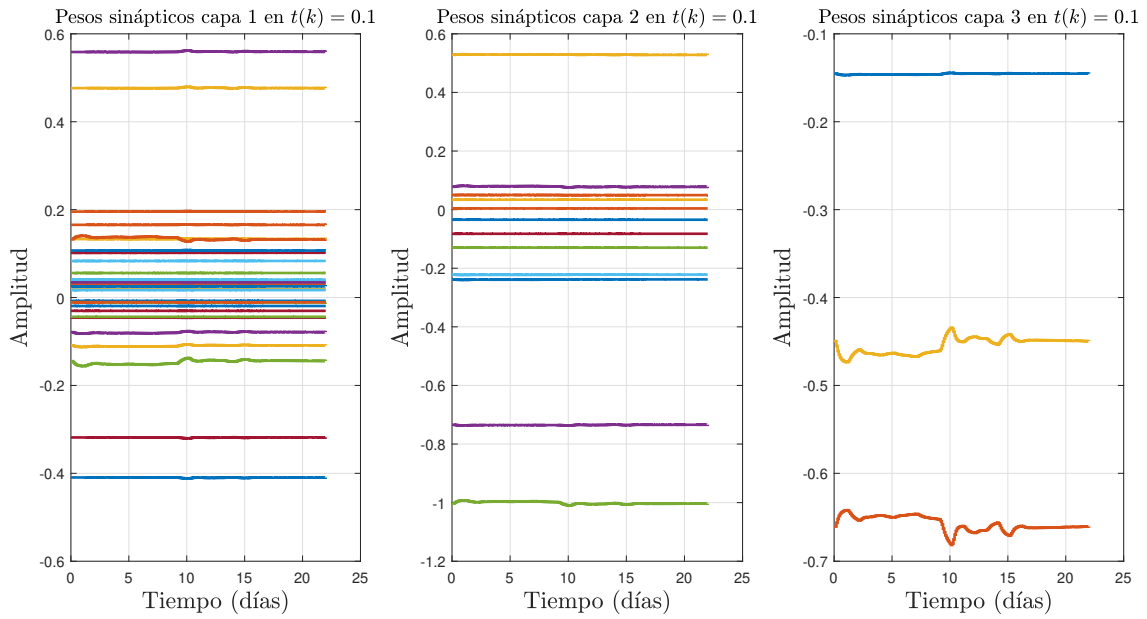 Pesos sinápticos capa 1 en t(k) = 0.1
0.6
0.4
0.2
0
-0.2
-0.4
-0.6
0 5 10 15 20 25
Amplitud
Tiempo (días)
Pesos sinápticos capa 2 en t(k) = 0.1
0.6
0.4
0.2
0
-0.2
-0.4
-0.6
-0.8
-1
-1.2
0 5 10 15 20 25
Amplitud
Tiempo (días)
Pesos sinápticos capa 3 en t(k) = 0.1
-0.1
-0.2
-0.3
-0.4
-0.5
-0.6
-0.7
0 5 10 15 20 25
Amplitud
Tiempo (días)